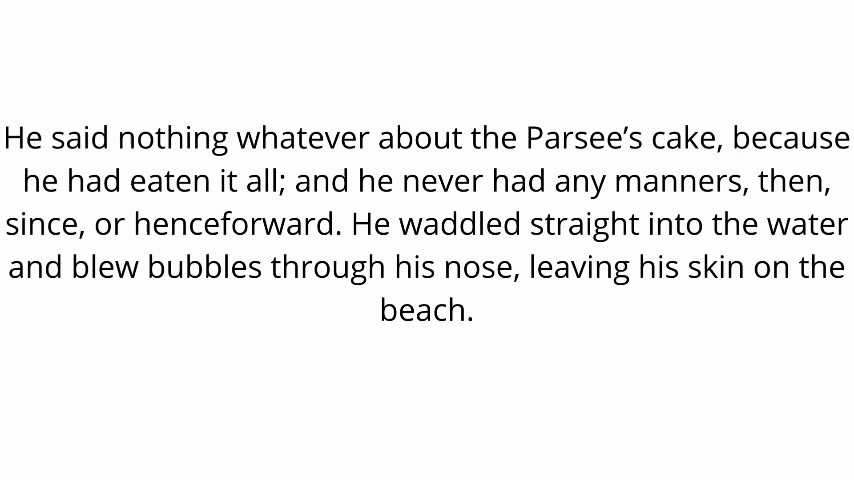 He said nothing whatever about the Parsee’s cake, because
he had eaten it all; and he never had any manners, then,
since, or henceforward. He waddled straight into the water
and blew bubbles through his nose, leaving his skin on the
beach.